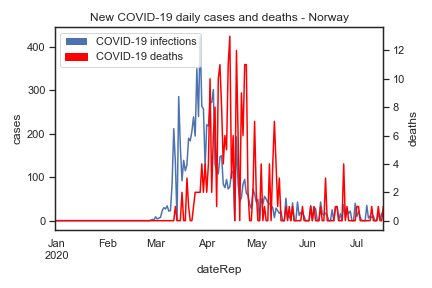 New COVID-19 daily cases and deaths - Norway
COVID-19 infections
COVID-19 deaths
400
300
200
100
0
cases
12
10
8
6
4
2
0
deaths
Jan Feb Mar Apr May Jun Jul
2020
dateRep